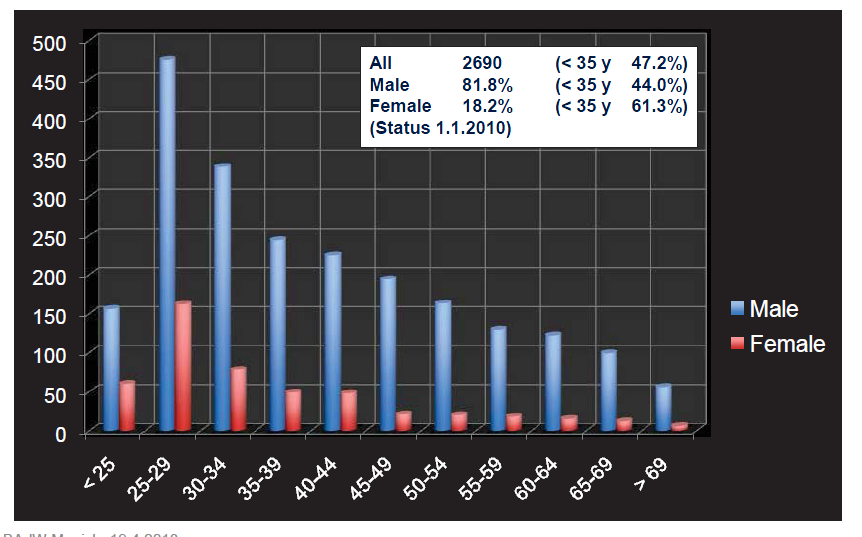 500
450
400
350
300
250
200
150
100
50
0
All 2690 (< 35 y 47.2%)
Male 81.8% (< 35 y 44.0%)
Female 18.2% (< 35 y 61.3%)
(Status 1.1.2010)
Male
Female
< 25 25-29 30-34 35-39 40-44 45-49 50-54 55-59 60-64 65-69 > 69